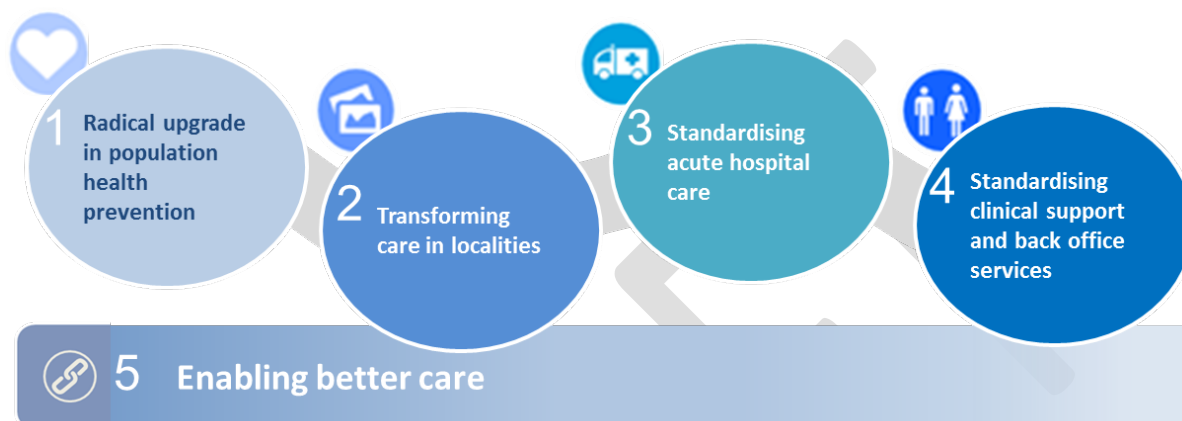 1
Radical upgrade
in population
health
prevention
2
Transforming
care in localities
3
Standardising
acute hospital
care
4
Standardising
clinical support
and back office
services
5 Enabling better care